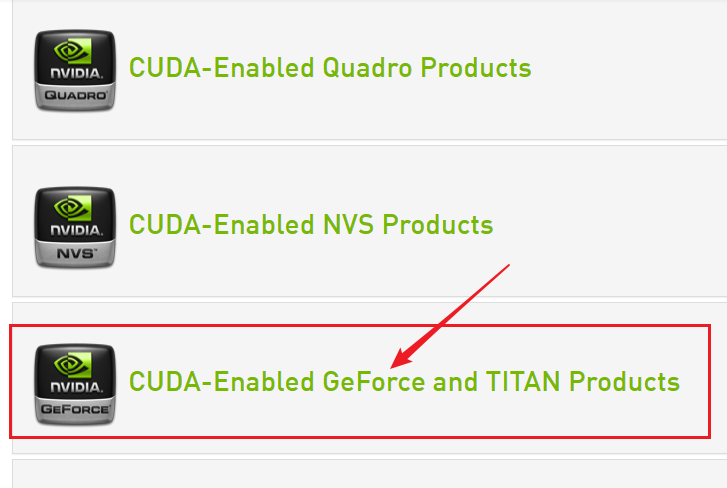 NVIDIA.
QUADRO
CUDA-Enabled Quadro Products
NVIDIA.
NVS™
CUDA-Enabled NVS Products
NVIDIA.
GEFORCE
CUDA-Enabled GeForce and TITAN Products